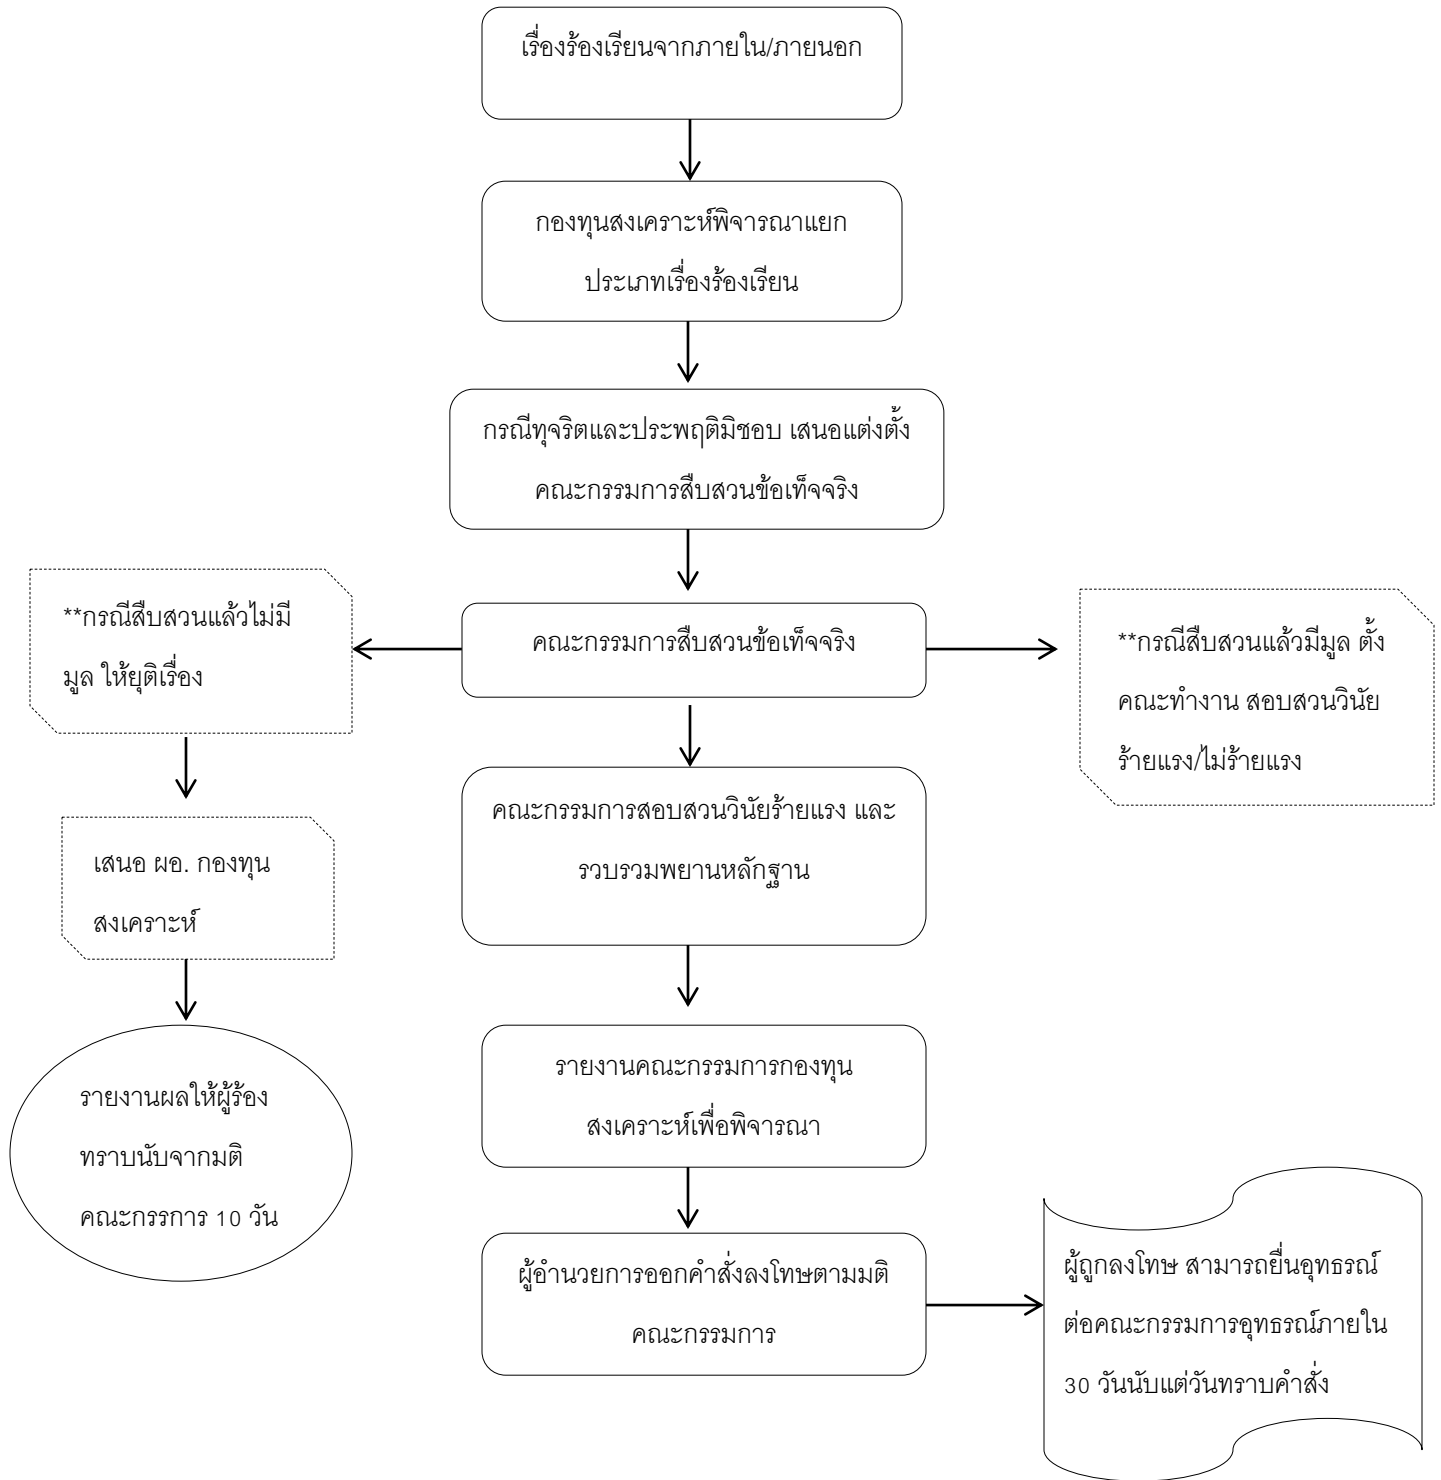 เรื่องร้องเรียนจากภายใน/ภายนอก
กองทุนสงเคราะห์พิจารณาแยก
ประเภทเรื่องร้องเรียน
กรณีทุจริตและประพฤติมิชอบ เสนอแต่งตั้ง
คณะกรรมการสืบสวนข้อเท็จจริง
**กรณีสืบสวนแล้วไม่มี
มูล ให้ยุติเรื่อง
คณะกรรมการสืบสวนข้อเท็จจริง
**กรณีสืบสวนแล้วมีมูล ตั้ง
คณะทำงาน สอบสวนวินัย
ร้ายแรง/ไม่ร้ายแรง
คณะกรรมการสอบสวนวินัยร้ายแรง และ
รวบรวมพยานหลักฐาน
เสนอ ผอ. กองทุน
สงเคราะห์
รายงานผลให้ผู้ร้อง
ทราบนับจากมติ
คณะกรรการ 10 วัน
รายงานคณะกรรมการกองทุน
สงเคราะห์เพื่อพิจารณา
ผู้อำนวยการออกคำสั่งลงโทษตามมติ
คณะกรรมการ
ผู้ถูกลงโทษ สามารถยื่นอุทธรณ์
ต่อคณะกรรมการอุทธรณ์ภายใน
30 วันนับแต่วันทราบคำสั่ง